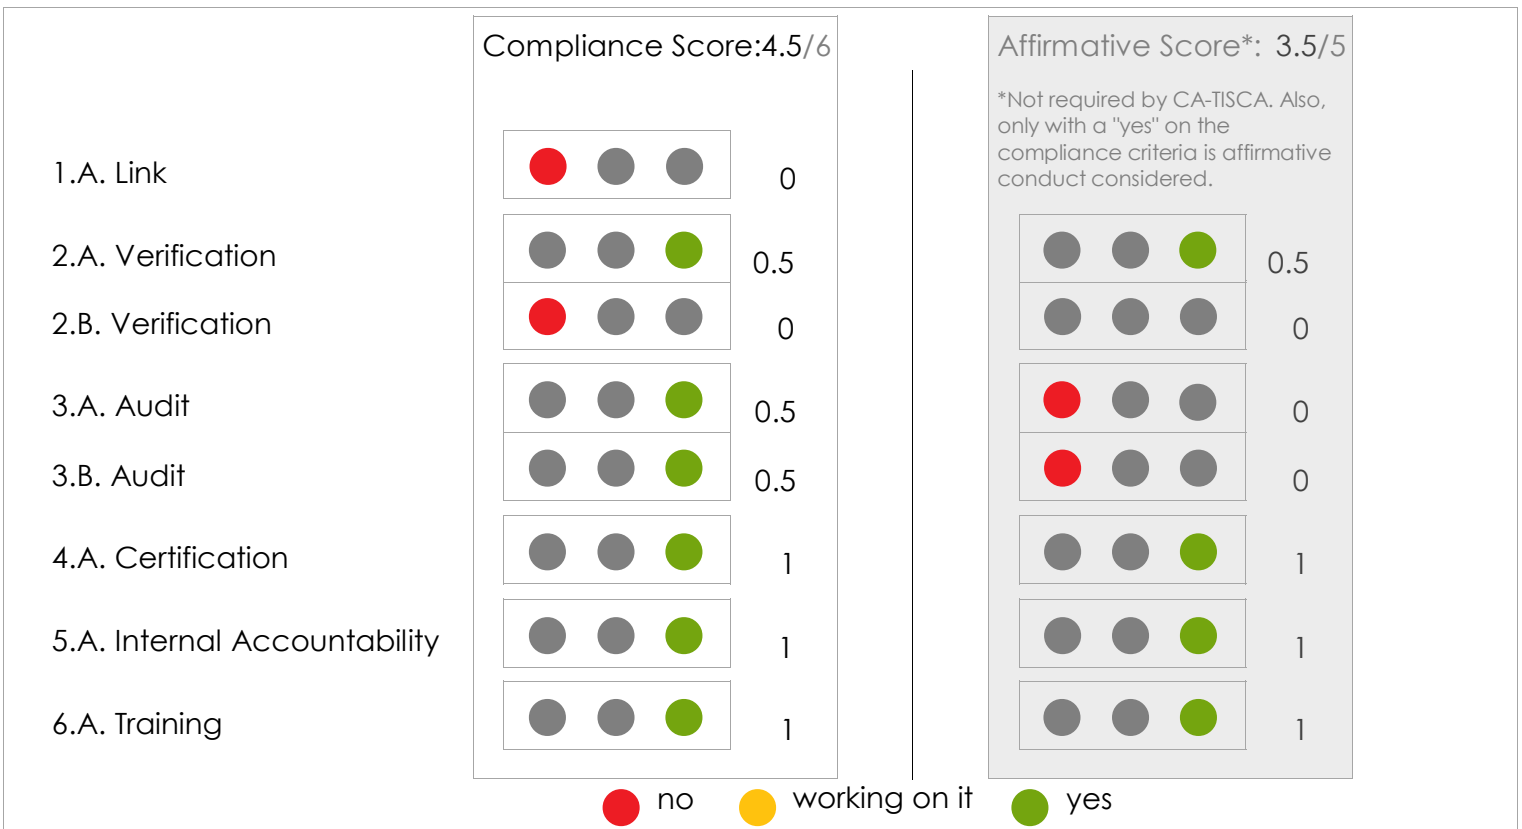 Compliance Score:4.5/6
Affirmative Score*: 3.5/5
*Not required by CA-TISCA. Also,
only with a "yes" on the
compliance criteria is affirmative
conduct considered.
1.A. Link 0
2.A. Verification 0.5 0.5
2.B. Verification 0 0
3.A. Audit 0.5 0
3.B. Audit 0.5 0
4.A. Certification 1 1
5.A. Internal Accountability 1 1
6.A. Training 1 1
no working on it yes